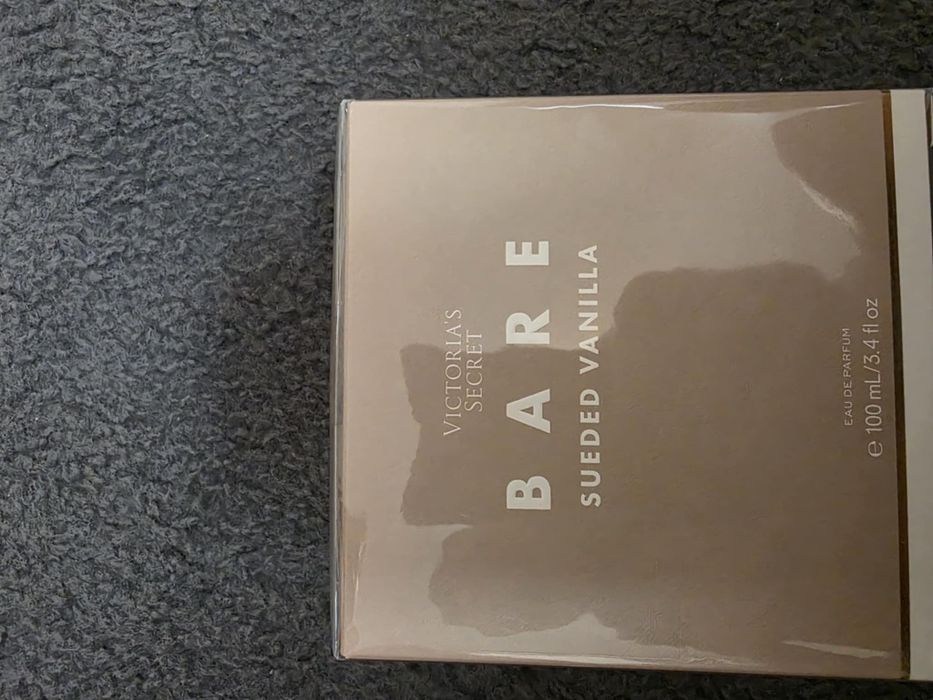 VICTORIA'S
SECRET
BARE
SUEDED VANILLA
EAU DE PARFUM
℮ 100 mL/3.4 fl oz